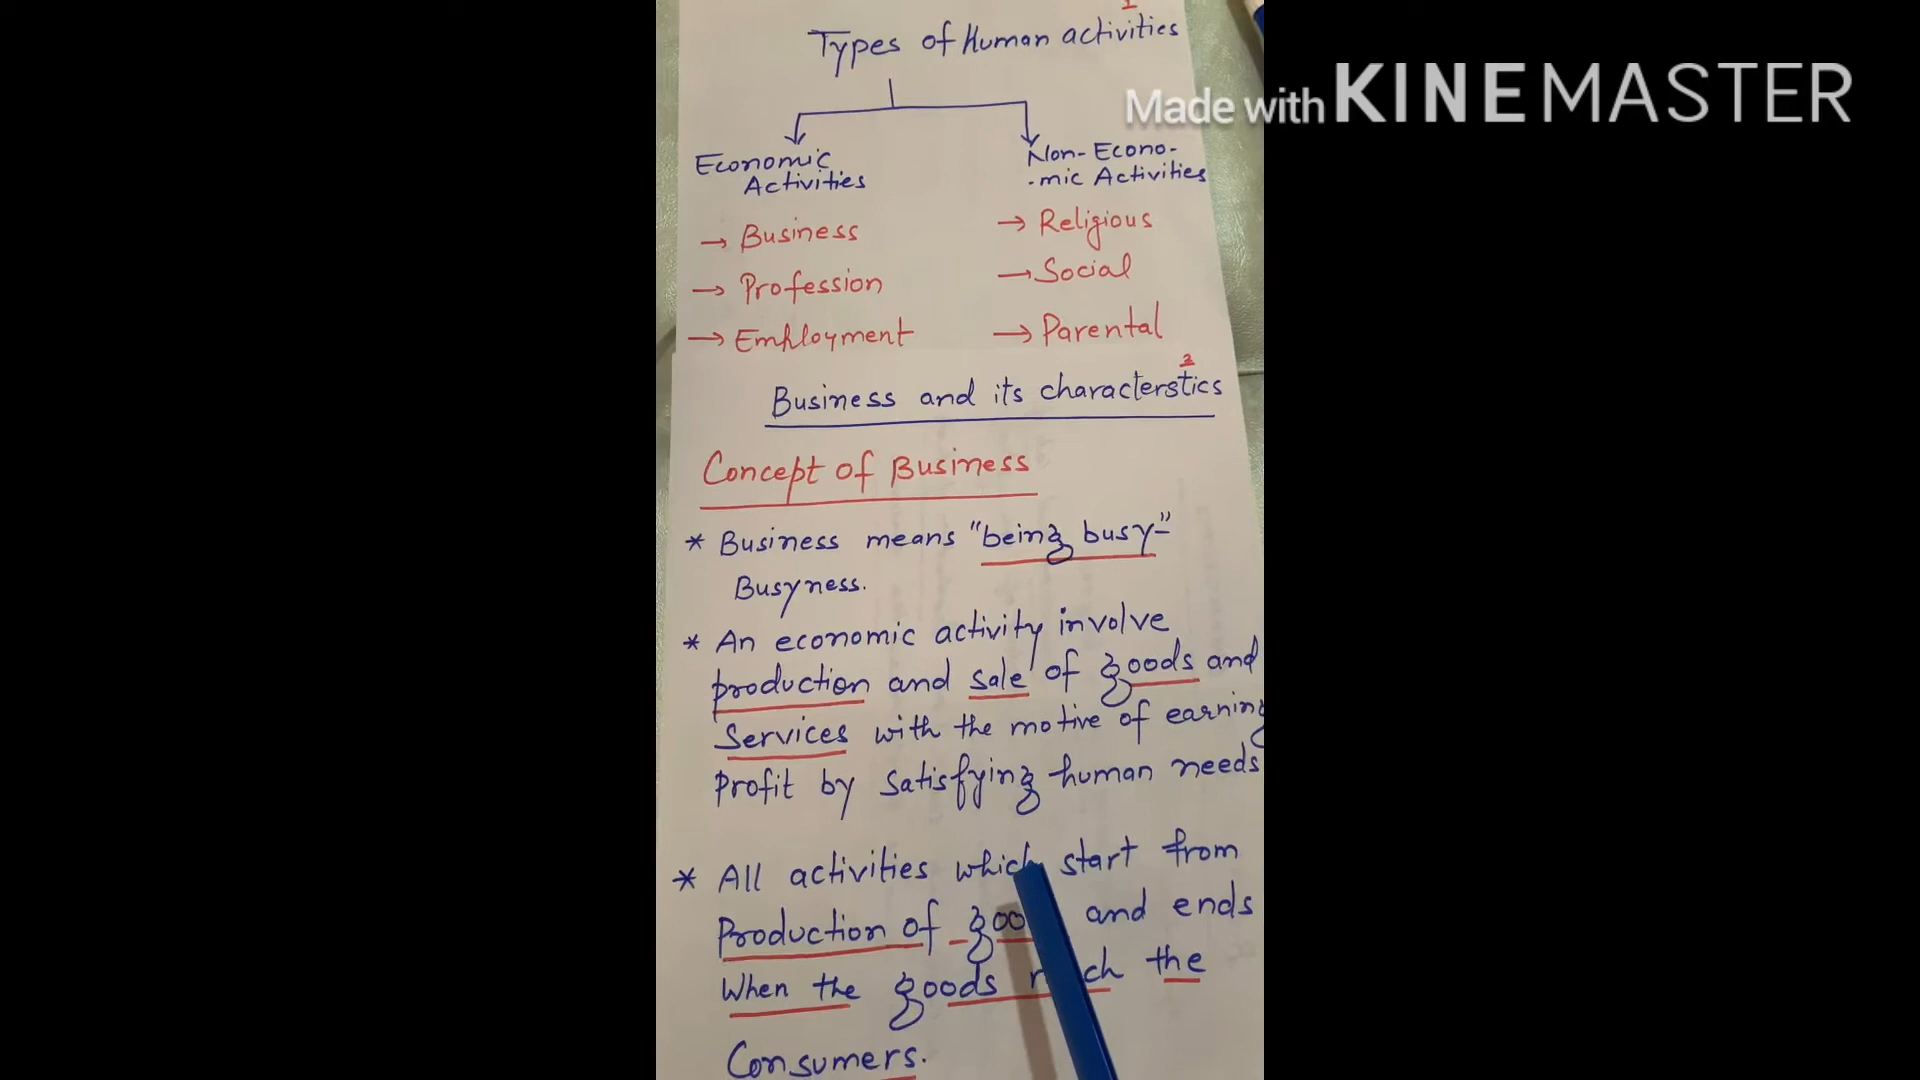 1
Types of Human activities
Made with KINEMASTER
Economic
Activities
Non-Econo-
-mic Activities
→ Business
→ Religious
→ Profession
→ Social
→ Employment
→ Parental
2
Business and its characterstics
Concept of Business
* Business means "being busy"-
Busyness.
* An economic activity involve
production and sale of goods and
Services with the motive of earning
Profit by satisfying human needs
* All activities which start from
Production of and ends
When the goods the
Consumers.